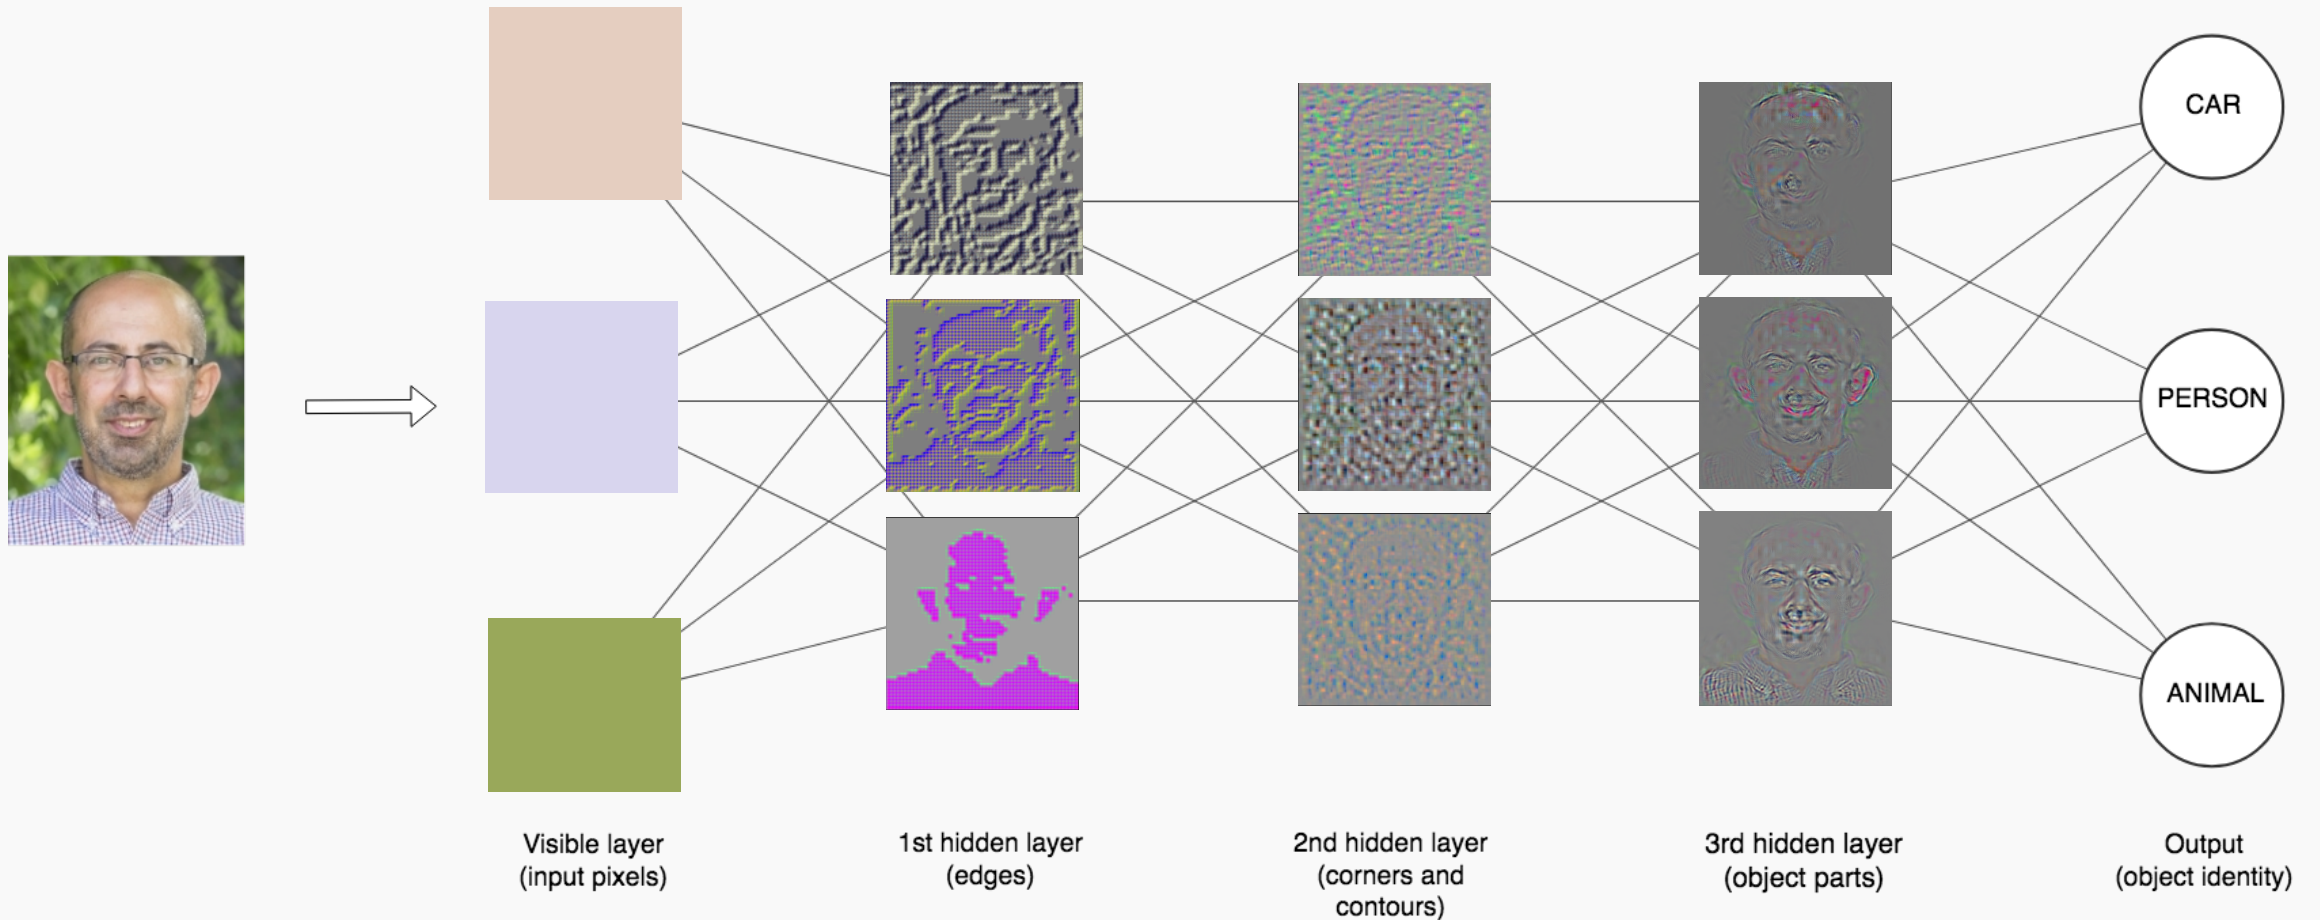 CAR
PERSON
ANIMAL
Visible layer
(input pixels)
1st hidden layer
(edges)
2nd hidden layer
(corners and
contours)
3rd hidden layer
(object parts)
Output
(object identity)